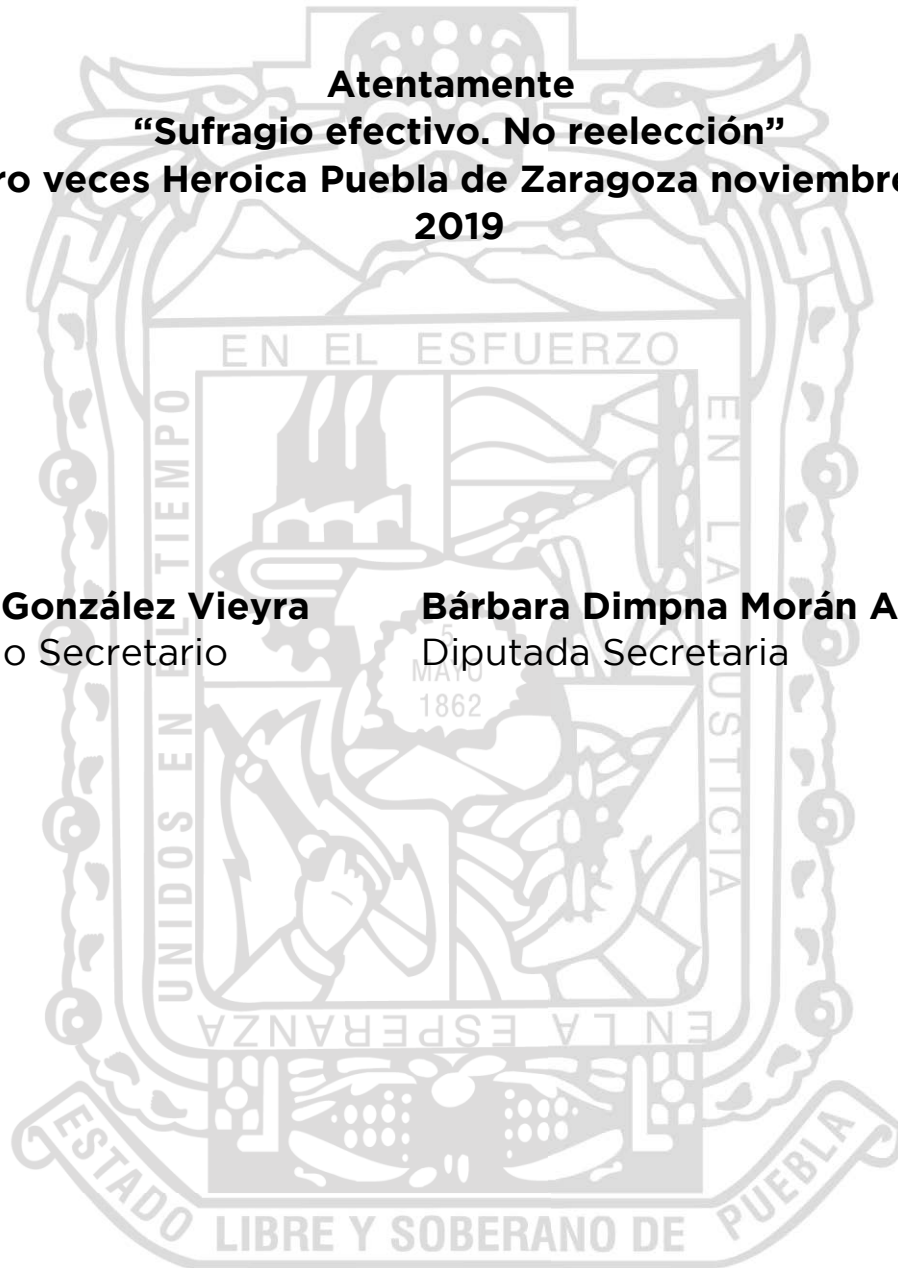 Atentamente
“Sufragio efectivo. No reelección”
ro veces Heroica Puebla de Zaragoza noviembre
2019
EN EL ESFUERZO
EN LA JUSTICIA
EN LA ESPERANZA
UNIDOS EN EL TIEMPO
González Vieyra Bárbara Dimpna Morán A
o Secretario Diputada Secretaria
5
MAYO
1862
ESTADO LIBRE Y SOBERANO DE PUEBLA